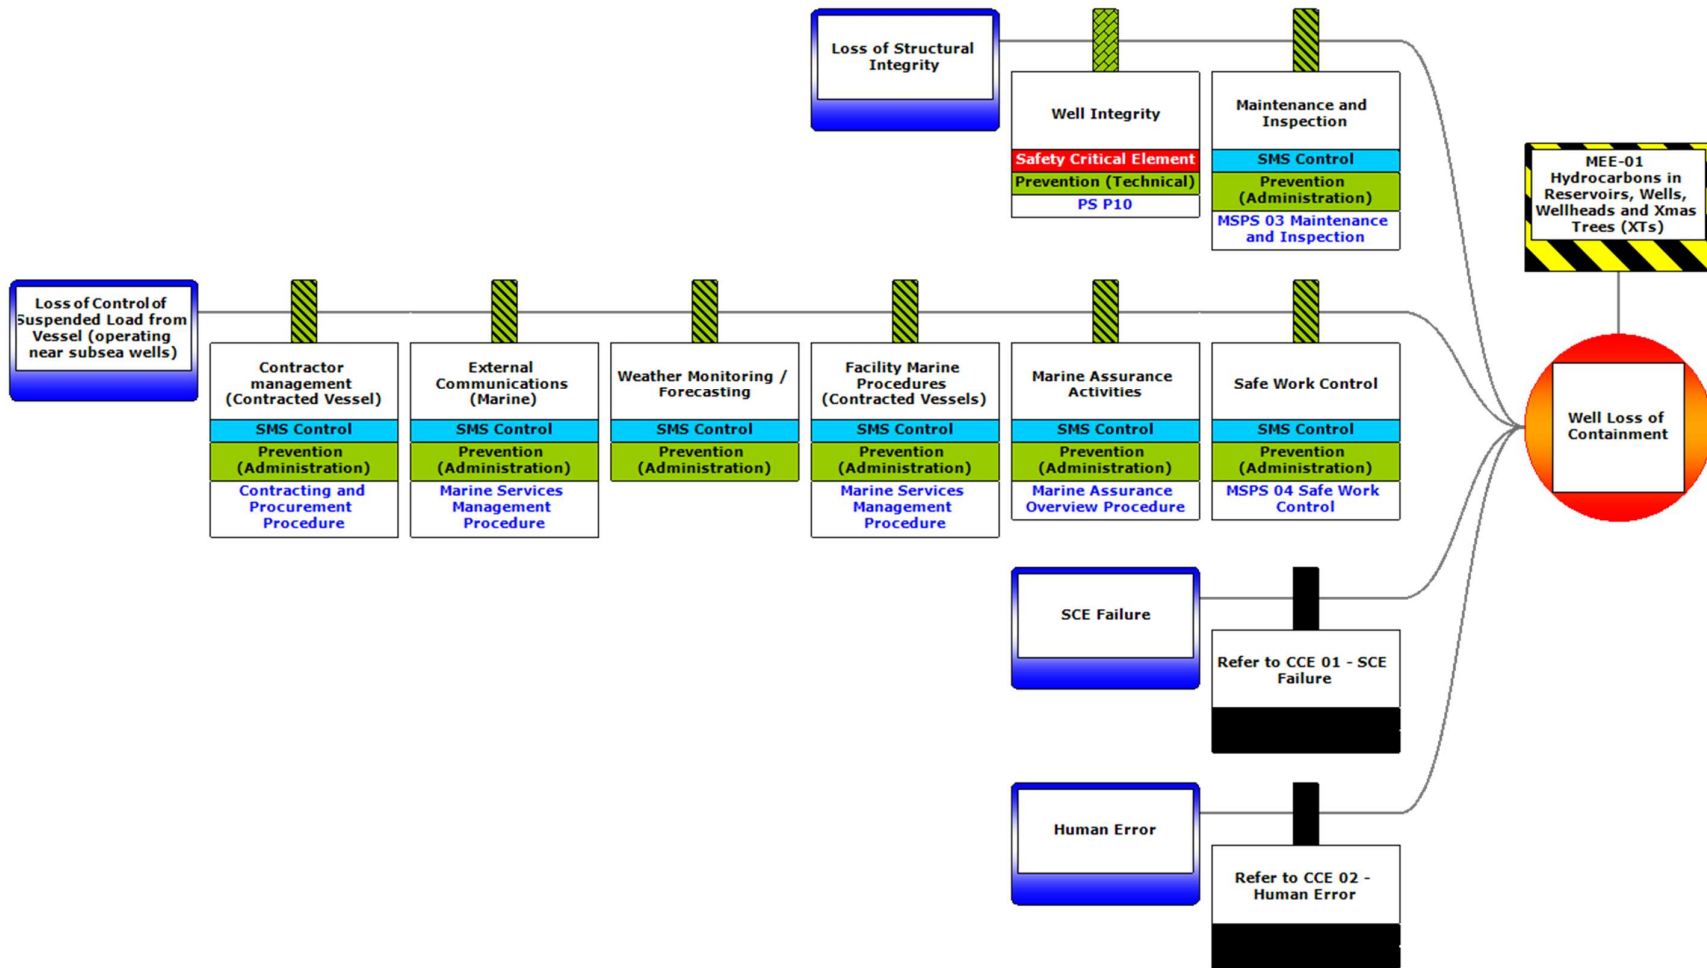 Loss of Structural
Integrity
Well Integrity
Safety Critical Element
Prevention (Technical)
PS P10
Maintenance and
Inspection
SMS Control
Prevention
(Administration)
MSPS 03 Maintenance
and Inspection
MEE-01
Hydrocarbons in
Reservoirs, Wells,
Wellheads and Xmas
Trees (XTs)
Loss of Control of
Suspended Load from
Vessel (operating
near subsea wells)
Contractor
management
(Contracted Vessel)
SMS Control
Prevention
(Administration)
Contracting and
Procurement
Procedure
External
Communications
(Marine)
SMS Control
Prevention
(Administration)
Marine Services
Management
Procedure
Weather Monitoring /
Forecasting
SMS Control
Prevention
(Administration)
Facility Marine
Procedures
(Contracted Vessels)
SMS Control
Prevention
(Administration)
Marine Services
Management
Procedure
Marine Assurance
Activities
SMS Control
Prevention
(Administration)
Marine Assurance
Overview Procedure
Safe Work Control
SMS Control
Prevention
(Administration)
MSPS 04 Safe Work
Control
Well Loss of
Containment
SCE Failure
Refer to CCE 01 - SCE
Failure
Human Error
Refer to CCE 02 -
Human Error